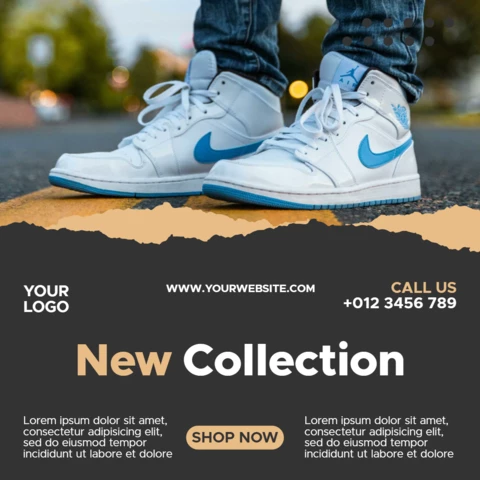 YOUR
LOGO
WWW.YOURWEBSITE.COM
CALL US
+012 3456 789
New Collection
Lorem ipsum dolor sit amet,
consectetur adipisicing elit,
sed do eiusmod tempor
incididunt ut labore et dolore
SHOP NOW
Lorem ipsum dolor sit amet,
consectetur adipisicing elit,
sed do eiusmod tempor
incididunt ut labore et dolore